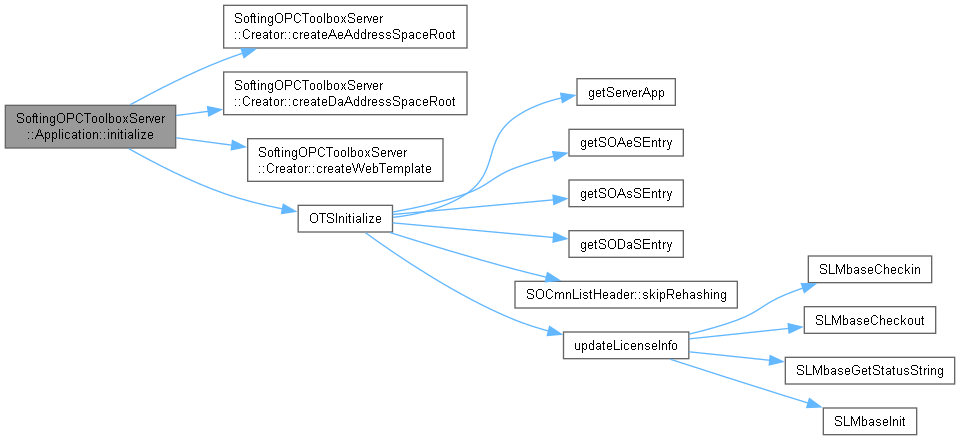 SoftingOPCToolboxServer
::Application::initialize
SoftingOPCToolboxServer
::Creator::createAeAddressSpaceRoot
SoftingOPCToolboxServer
::Creator::createDaAddressSpaceRoot
SoftingOPCToolboxServer
::Creator::createWebTemplate
OTSInitialize
getServerApp
getSOAeSEntry
getSOAsSEntry
getSODaSEntry
SOCmnListHeader::skipRehashing
updateLicenseInfo
SLMbaseCheckin
SLMbaseCheckout
SLMbaseGetStatusString
SLMbaseInit